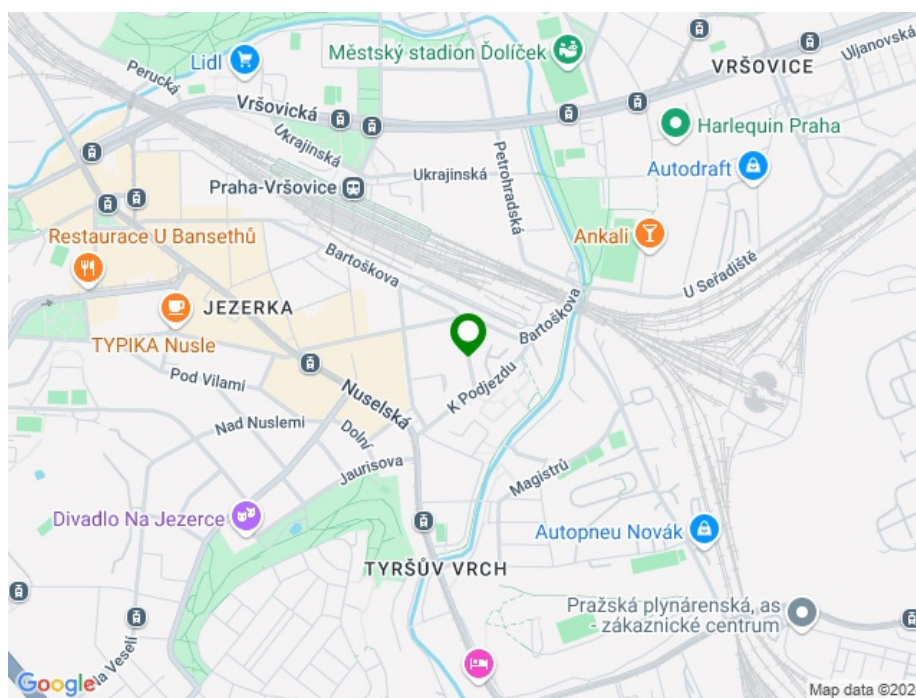 Lidl
Městský stadion Ďolíček
VRŠOVICE
Uljanovská
Perucká
Vršovická
Ukrajinská
Petrohradská
Harlequin Praha
Autodraft
Praha-Vršovice
Ukrajinská
Restaurace U Bansethů
Bartoškova
Ankali
U Seřadiště
JEZERKA
TYPIKA Nusle
Bartoškova
Pod Vilami
K Podjezdu
Nuselská
Nad Nuslemi
Dolní
Jaurisova
Magistrů
Divadlo Na Jezerce
Autopneu Novák
TYRŠŮV VRCH
Pražská plynárenská, as
- zákaznické centrum
Google
la Veselí
Map data ©202